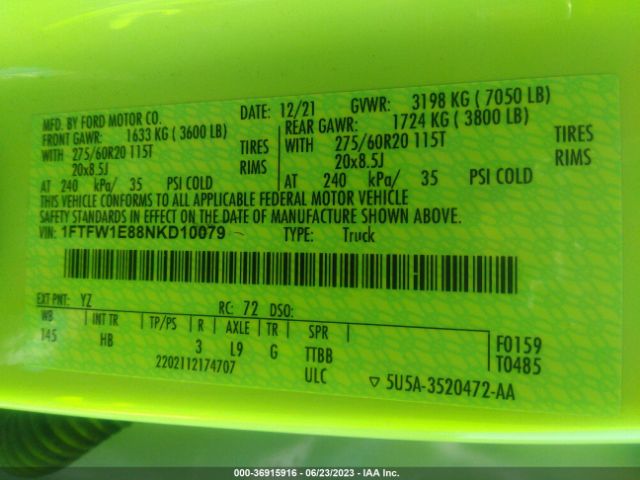 MFD. BY FORD MOTOR CO.
DATE: 12/21 GVWR: 3198 KG ( 7050 LB)
FRONT GAWR: 1633 KG ( 3600 LB)
REAR GAWR: 1724 KG ( 3800 LB)
WITH 275/60R20 115T TIRES
WITH 275/60R20 115T TIRES
20x8.5J RIMS
20x8.5J RIMS
AT 240 kPa/ 35 PSI COLD
AT 240 kPa/ 35 PSI COLD
THIS VEHICLE CONFORMS TO ALL APPLICABLE FEDERAL MOTOR VEHICLE
SAFETY STANDARDS IN EFFECT ON THE DATE OF MANUFACTURE SHOWN ABOVE.
VIN: 1FTFW1E88NKD10079 TYPE: Truck
EXT PNT: YZ RC: 72 DSO:
WB INT TR TP/PS R AXLE TR SPR
145 HB 3 L9 G TTBB
2202112174707 ULC
F0159
T0485
▽ 5U5A-3520472-AA
000-36915916 - 06/23/2023 - IAA Inc.